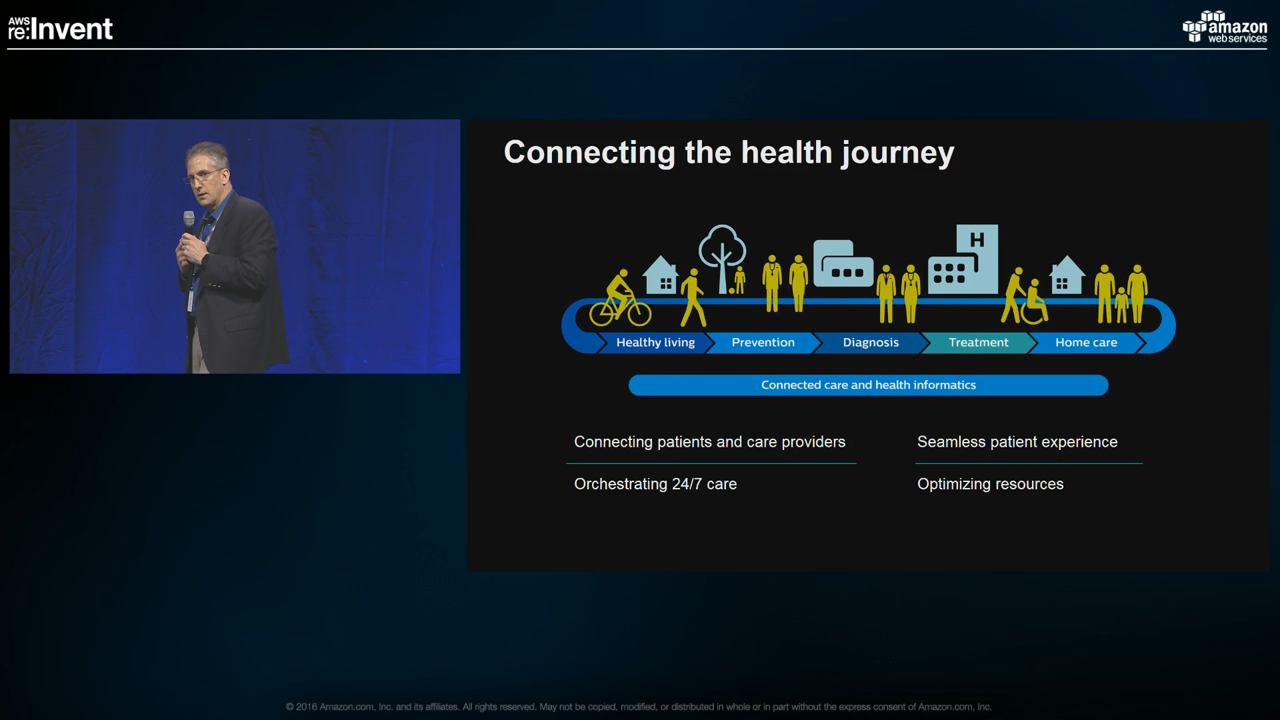 AWS
re:Invent
amazon
web services
Connecting the health journey
H
Healthy living
Prevention
Diagnosis
Treatment
Home care
Connected care and health informatics
Connecting patients and care providers
Seamless patient experience
Orchestrating 24/7 care
Optimizing resources
© 2016 Amazon.com, Inc. and its affiliates. All rights reserved. May not be copied, modified, or distributed in whole or in part without the express consent of Amazon.com, Inc.